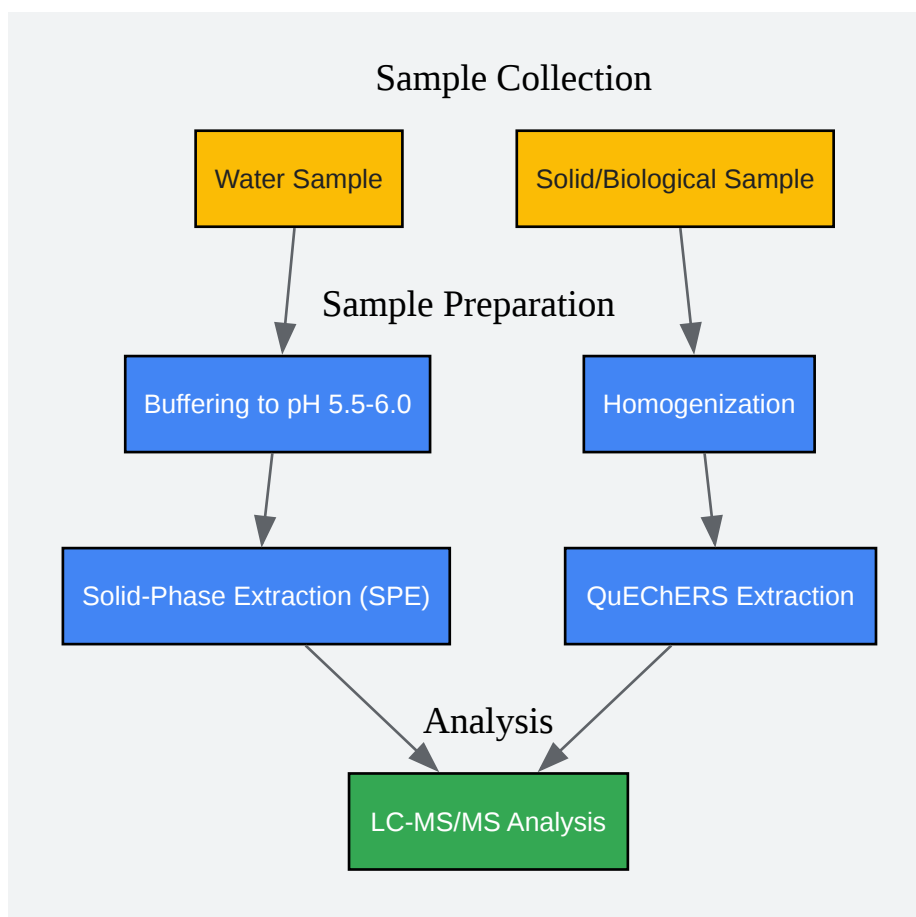 Sample Collection
Water Sample
Solid/Biological Sample
Sample Preparation
Buffering to pH 5.5-6.0
Homogenization
Solid-Phase Extraction (SPE)
QuEChERS Extraction
Analysis
LC-MS/MS Analysis